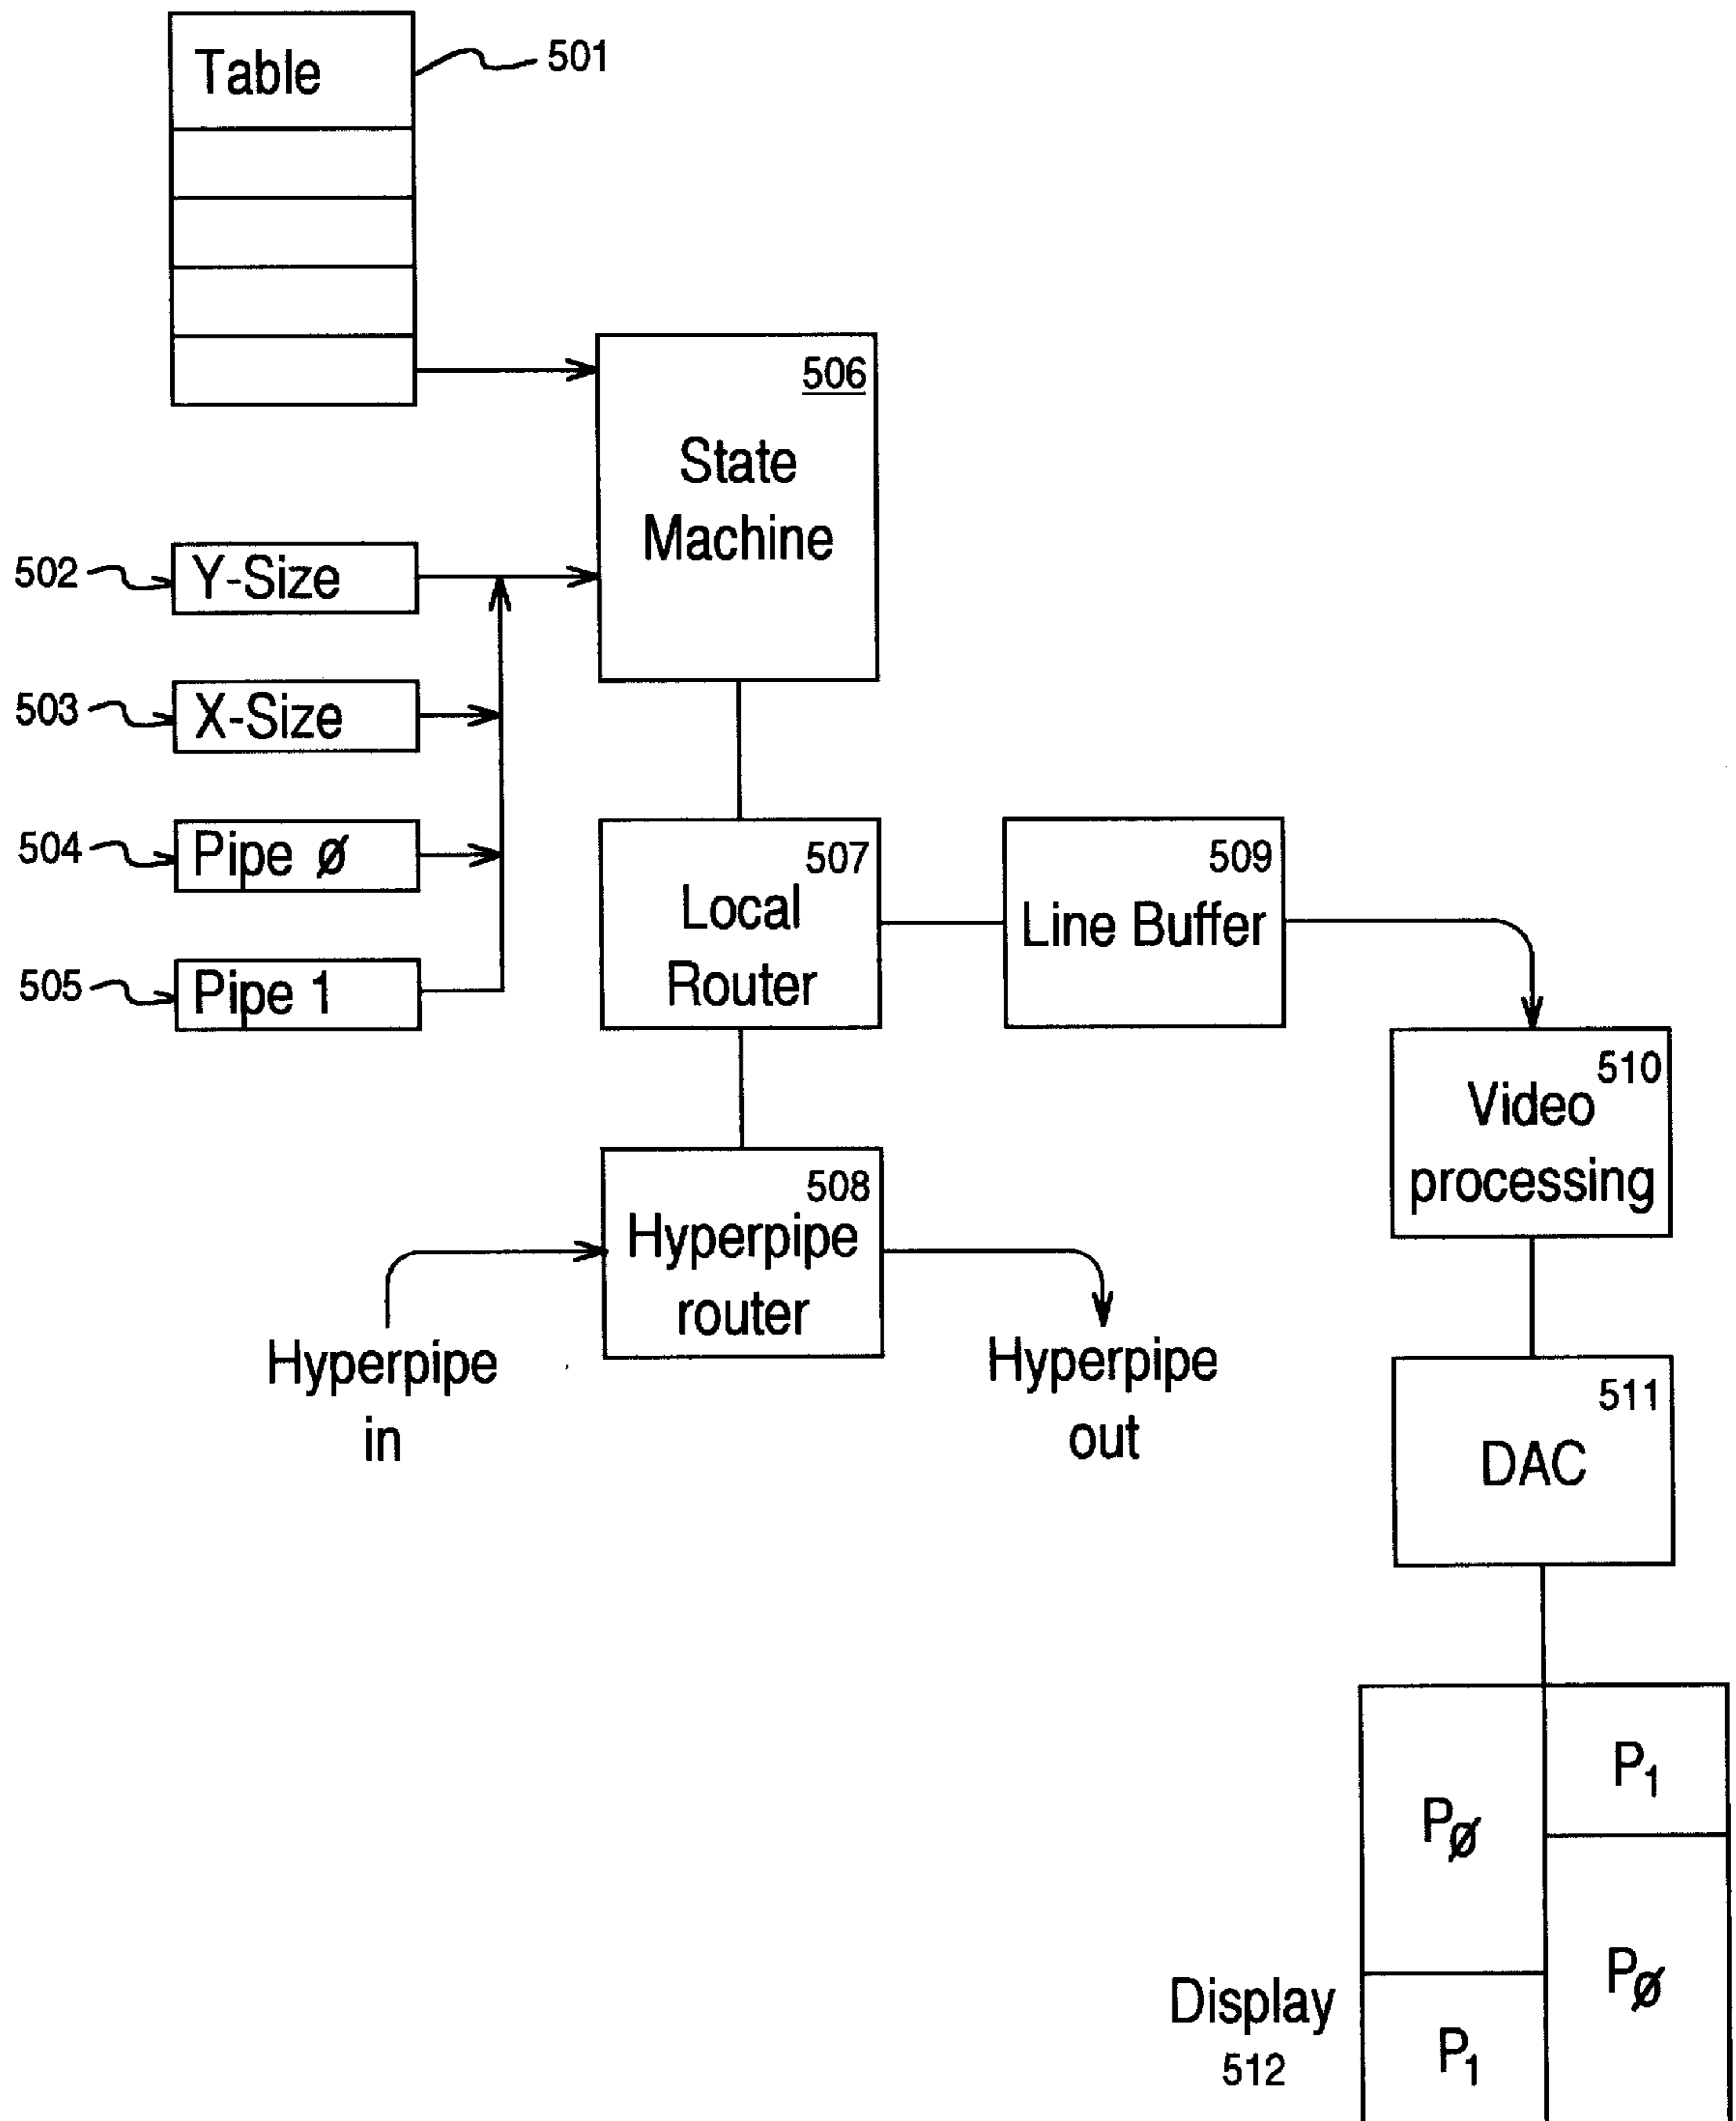 Table
501
506
State
Machine
502
Y-Size
503
X-Size
504
Pipe ø
505
Pipe 1
507
Local
Router
509
Line Buffer
510
Video
processing
508
Hyperpipe
router
Hyperpipe
in
Hyperpipe
out
511
DAC
Pø
P1
Pø
P1
Display
512